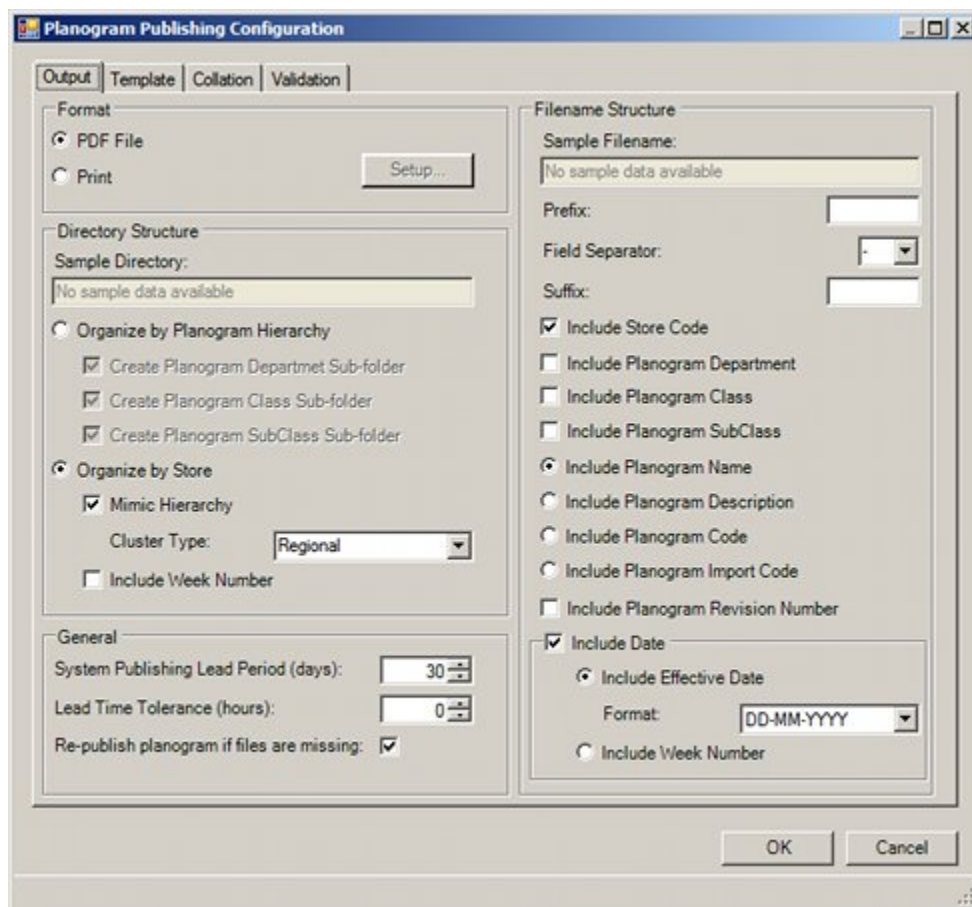 Planogram Publishing Configuration
Output Template Collation Validation
Format
PDF File
Print
Setup...
Directory Structure
Sample Directory:
No sample data available
Organize by Planogram Hierarchy
Create Planogram Departmet Sub-folder
Create Planogram Class Sub-folder
Create Planogram SubClass Sub-folder
Organize by Store
Mimic Hierarchy
Cluster Type: Regional
Include Week Number
General
System Publishing Lead Period (days): 30
Lead Time Tolerance (hours): 0
Re-publish planogram if files are missing:
Filename Structure
Sample Filename:
No sample data available
Prefix:
Field Separator: -
Suffix:
Include Store Code
Include Planogram Department
Include Planogram Class
Include Planogram SubClass
Include Planogram Name
Include Planogram Description
Include Planogram Code
Include Planogram Import Code
Include Planogram Revision Number
Include Date
Include Effective Date
Format: DD-MM-YYYY
Include Week Number
OK Cancel